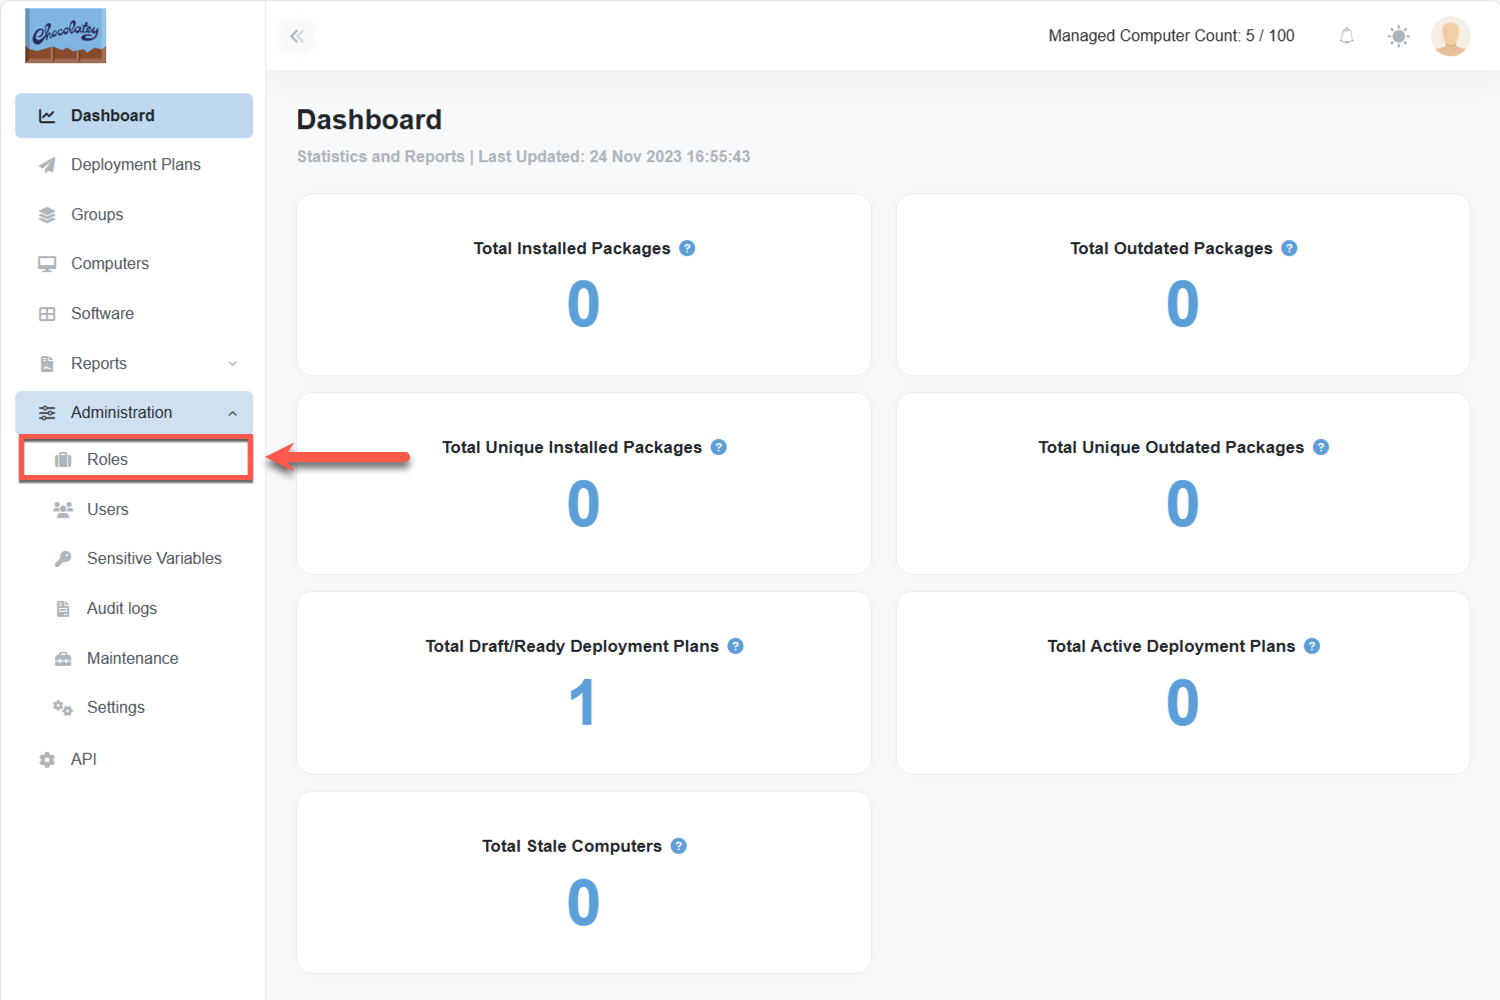 Chocolatey
Managed Computer Count: 5 / 100
Dashboard
Deployment Plans
Groups
Computers
Software
Reports
Administration
Roles
Users
Sensitive Variables
Audit logs
Maintenance
Settings
API
Dashboard
Statistics and Reports | Last Updated: 24 Nov 2023 16:55:43
Total Installed Packages ?
0
Total Outdated Packages ?
0
Total Unique Installed Packages ?
0
Total Unique Outdated Packages ?
0
Total Draft/Ready Deployment Plans ?
1
Total Active Deployment Plans ?
0
Total Stale Computers ?
0